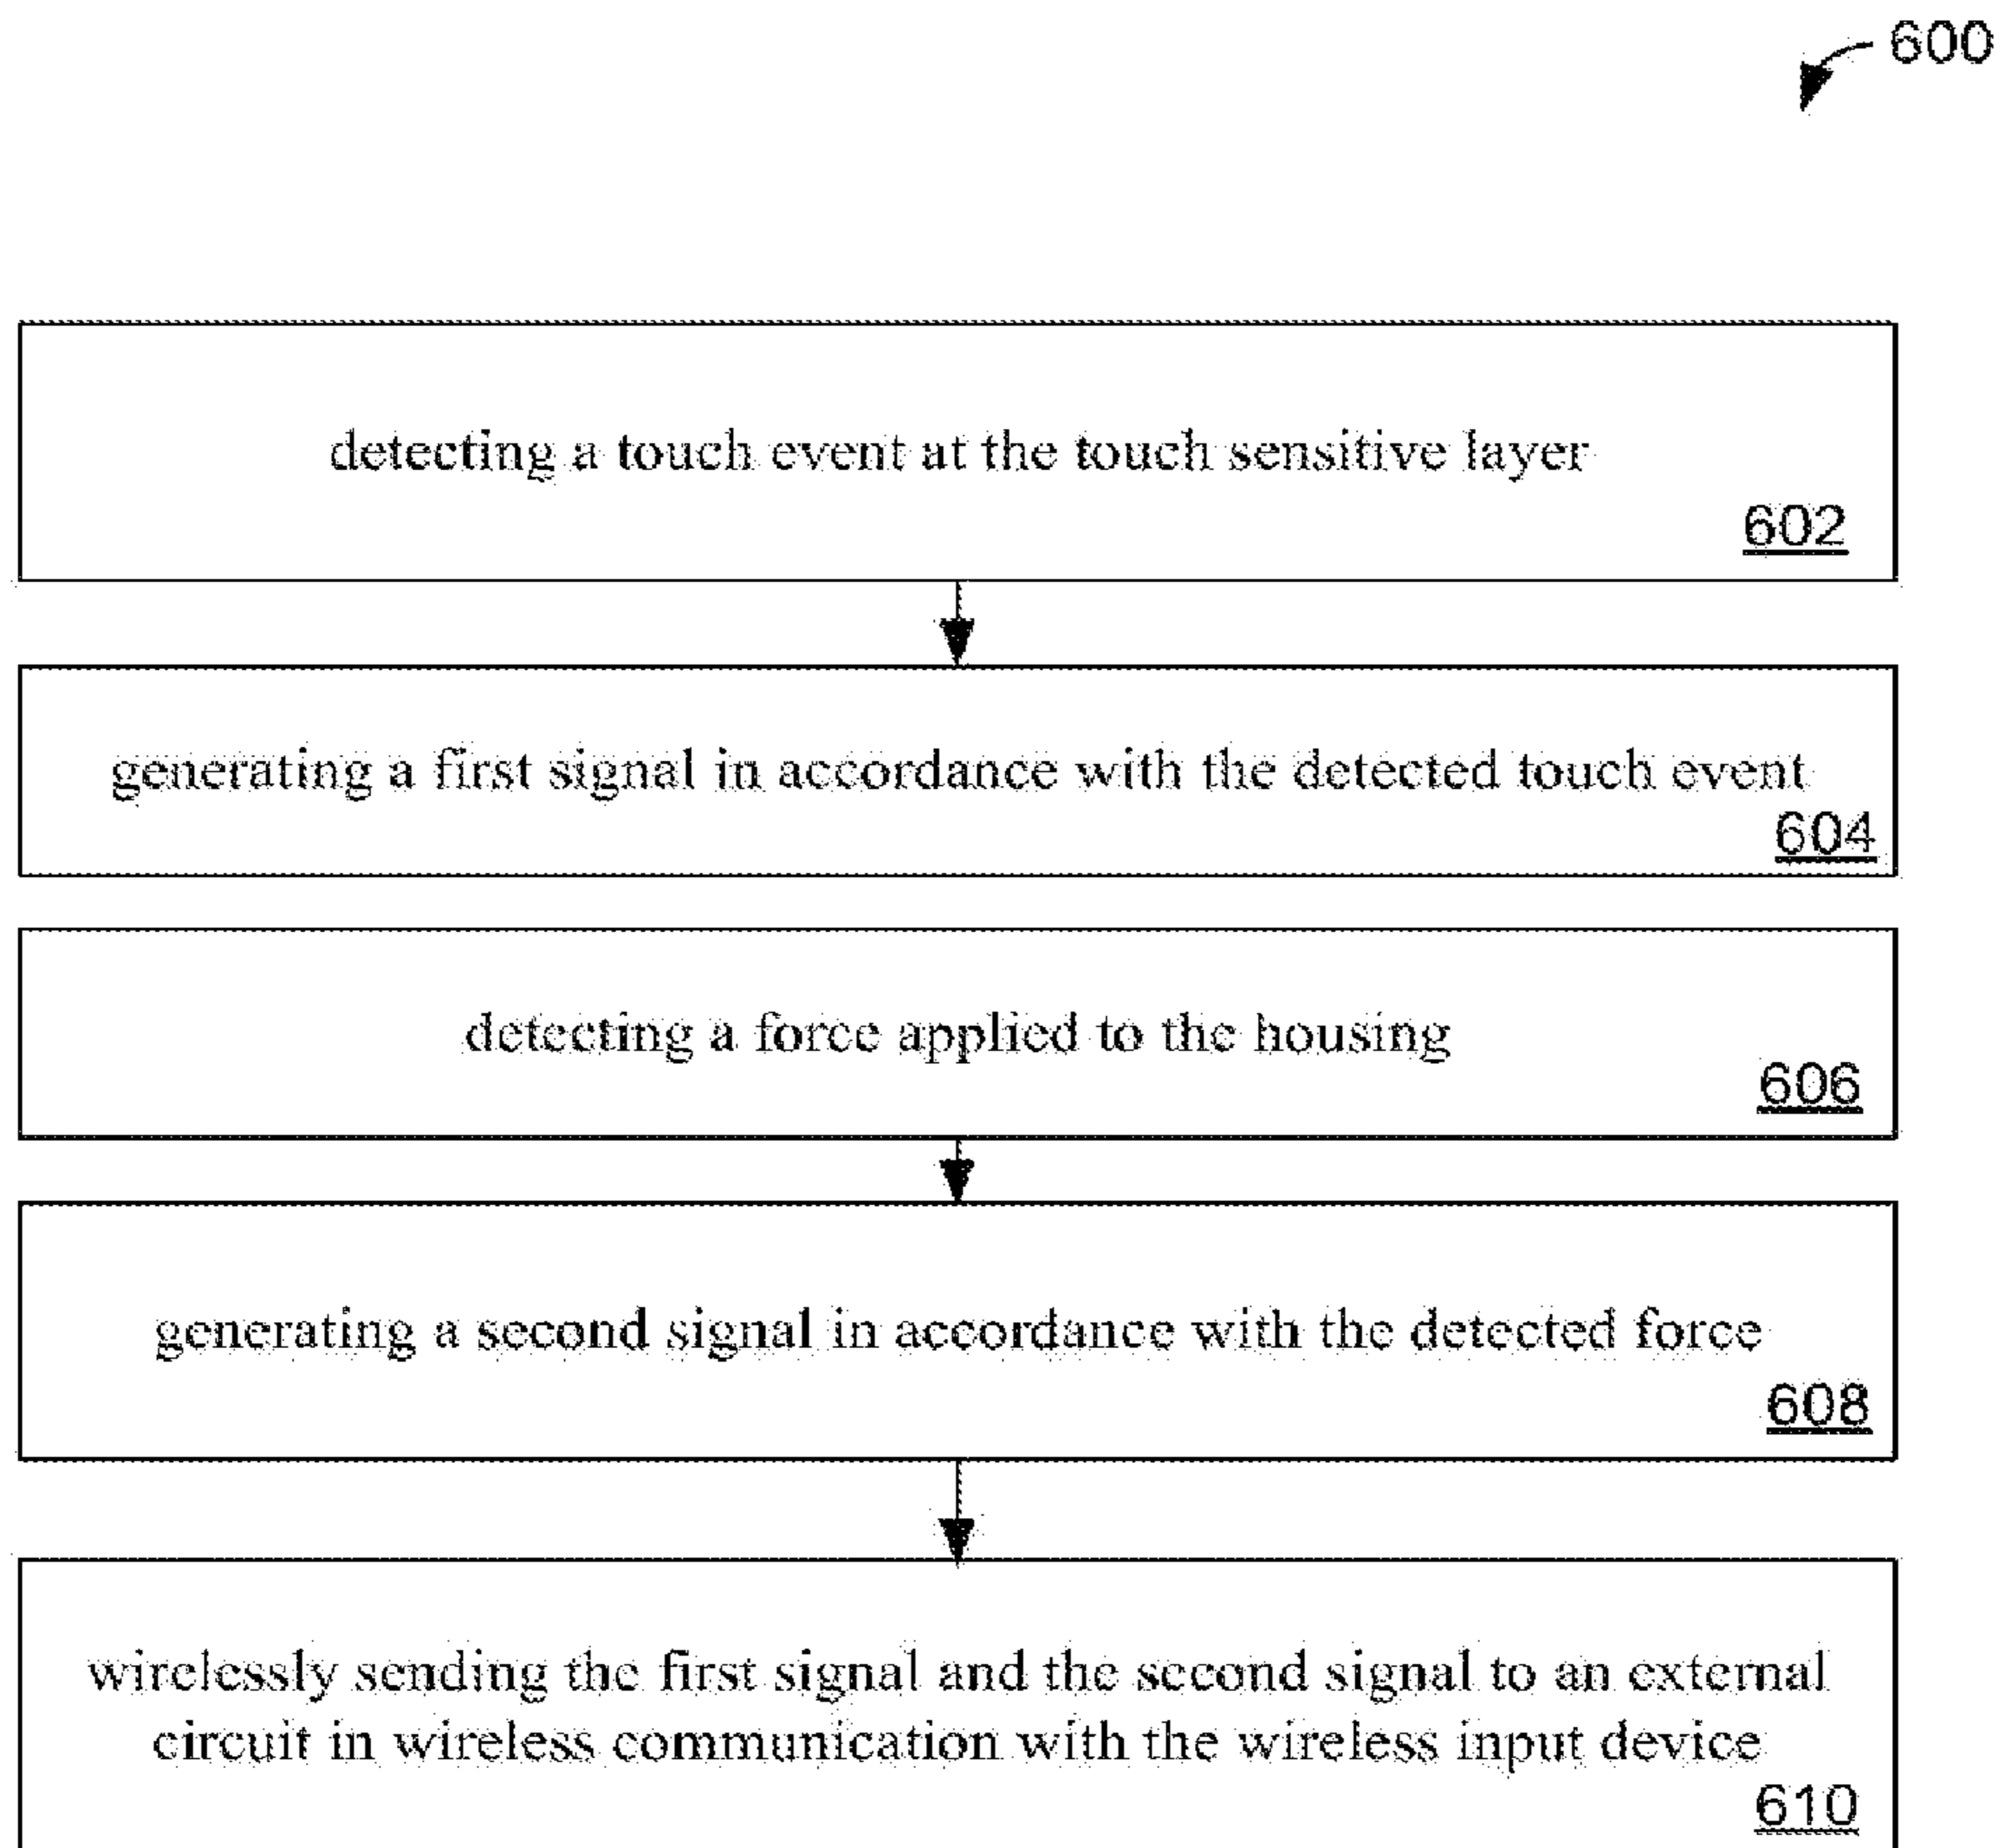 600
detecting a touch event at the touch sensitive layer
602
generating a first signal in accordance with the detected touch event
604
detecting a force applied to the housing
606
generating a second signal in accordance with the detected force
608
wirelessly sending the first signal and the second signal to an external
circuit in wireless communication with the wireless input device
610